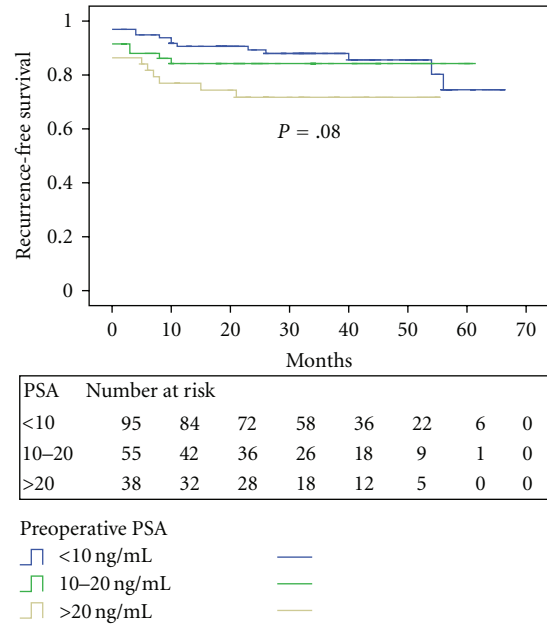 1
0.8
0.6
0.4
0.2
0
Recurrence-free survival
P = .08
0 10 20 30 40 50 60 70
Months
PSA Number at risk
<10 95 84 72 58 36 22 6 0
10–20 55 42 36 26 18 9 1 0
>20 38 32 28 18 12 5 0 0
Preoperative PSA
<10 ng/mL
10–20 ng/mL
>20 ng/mL